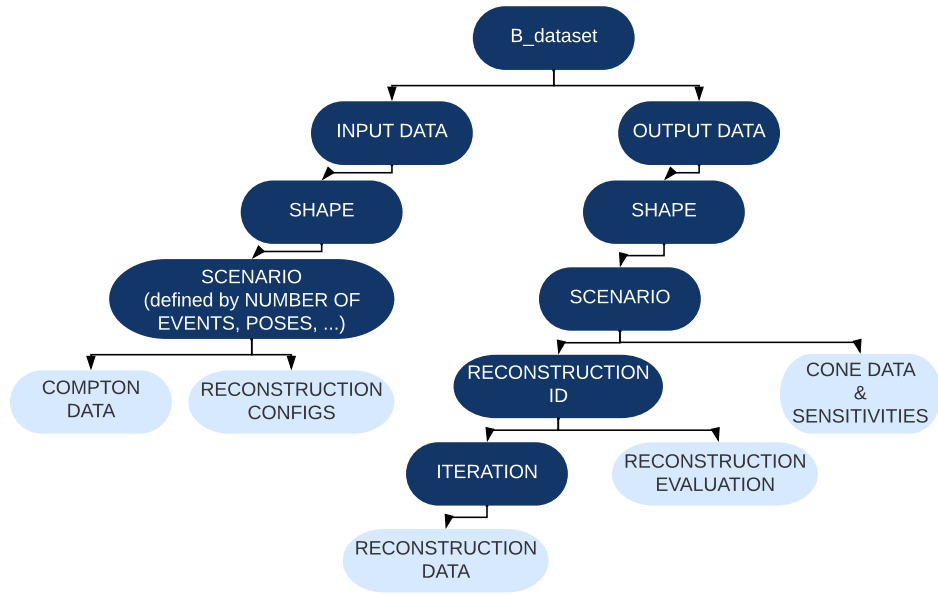 B_dataset
INPUT DATA
OUTPUT DATA
SHAPE
SHAPE
SCENARIO
(defined by NUMBER OF
EVENTS, POSES, ...)
SCENARIO
COMPTON
DATA
RECONSTRUCTION
CONFIGS
RECONSTRUCTION
ID
CONE DATA
&
SENSITIVITIES
ITERATION
RECONSTRUCTION
EVALUATION
RECONSTRUCTION
DATA